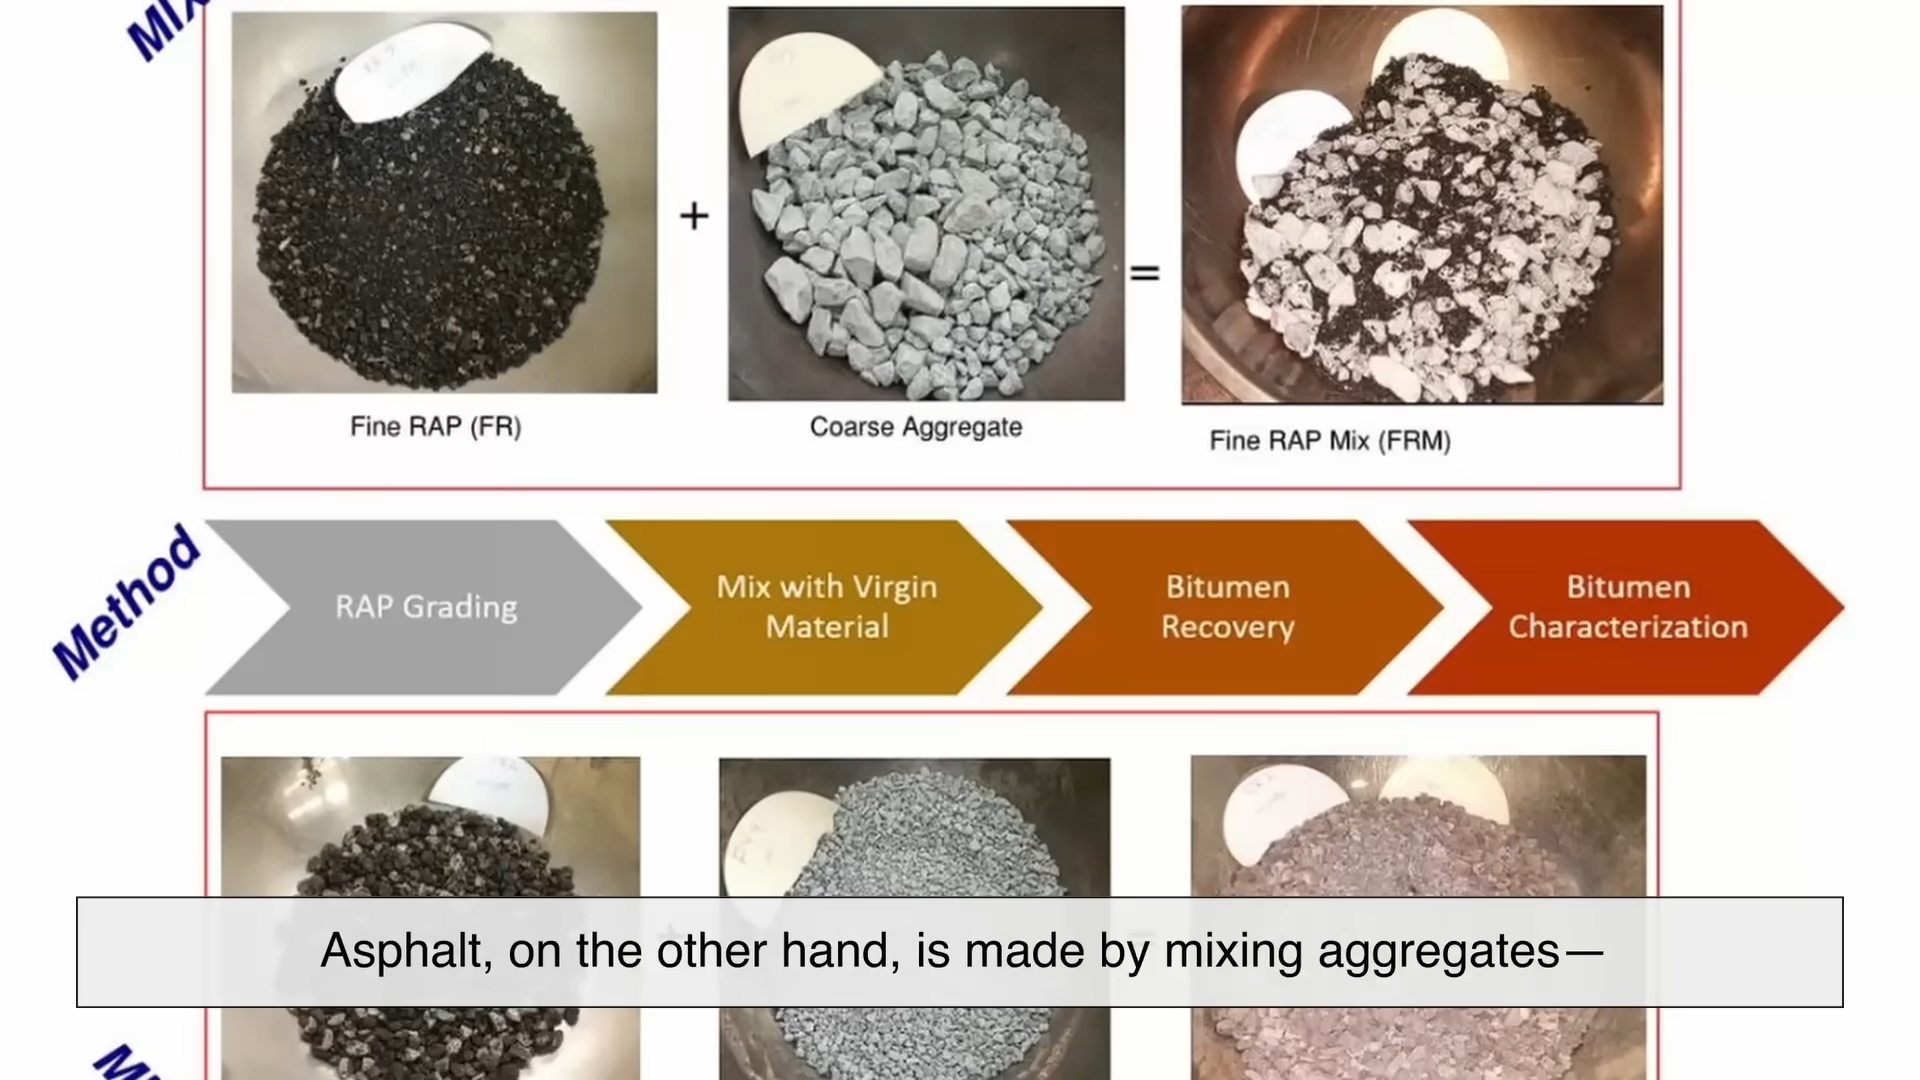 Fine RAP (FR)
+
Coarse Aggregate
=
Fine RAP Mix (FRM)
Method
RAP Grading
Mix with Virgin
Material
Bitumen
Recovery
Bitumen
Characterization
Asphalt, on the other hand, is made by mixing aggregates—